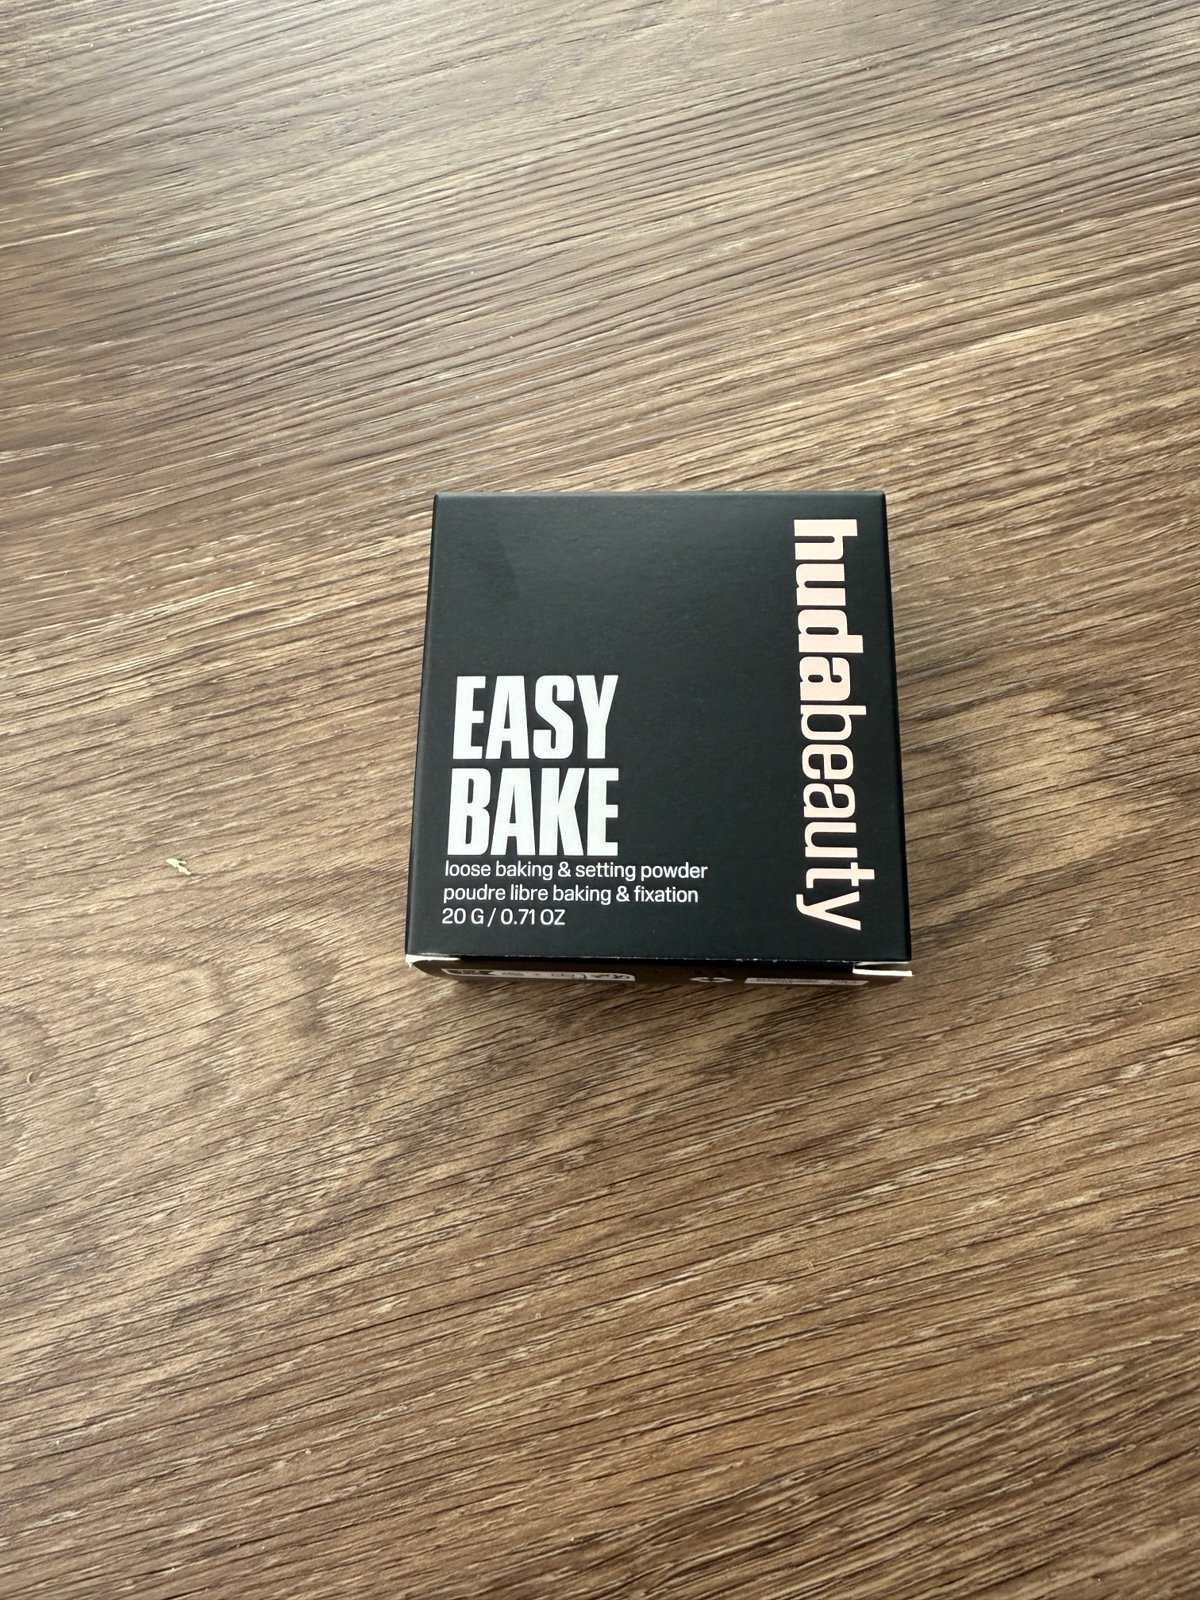 EASY
BAKE
loose baking & setting powder
poudre libre baking & fixation
20 G / 0.71 OZ
hudabeauty